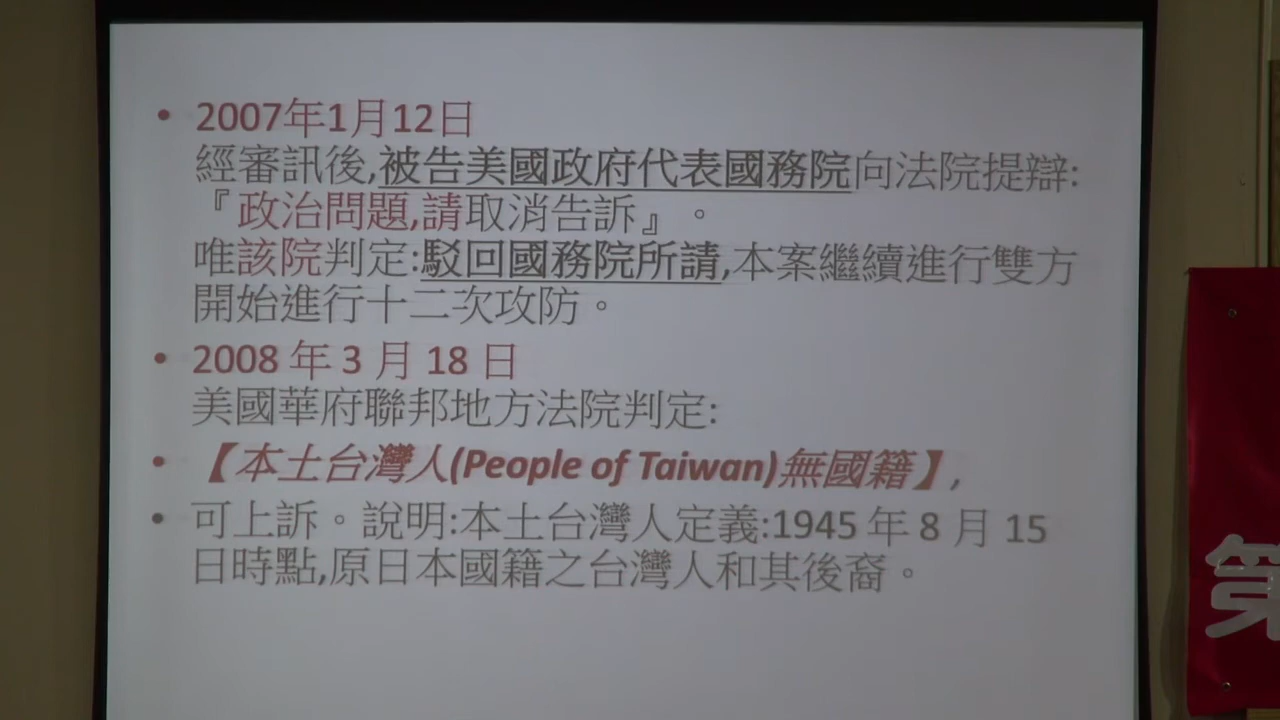 • 2007年1月12日
經審訊後,被告美國政府代表國務院向法院提辯:
『政治問題,請取消告訴』。
唯該院判定:駁回國務院所請,本案繼續進行雙方
開始進行十二次攻防。
• 2008 年 3 月 18 日
美國華府聯邦地方法院判定:
• 【本土台灣人(People of Taiwan)無國籍】,
• 可上訴。說明:本土台灣人定義:1945 年 8 月 15
日時點,原日本國籍之台灣人和其後裔。
第